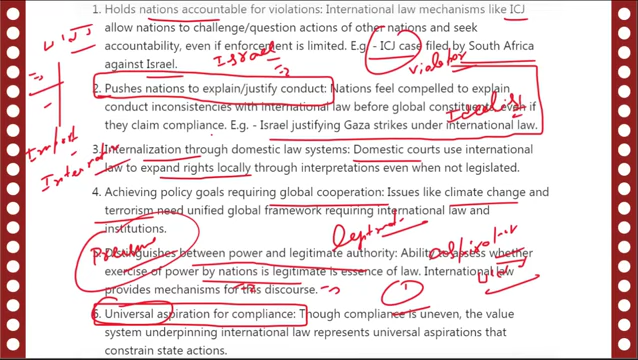 1. Holds nations accountable for violations: International law mechanisms like ICJ
allow nations to challenge/question actions of other nations and seek
accountability, even if enforcement is limited. E.g. - ICJ case filed by South Africa
against Israel.
Israel
violator
2. Pushes nations to explain/justify conduct: Nations feel compelled to explain
conduct inconsistencies with international law before global constituents even if
they claim compliance. E.g. - Israel justifying Gaza strikes under international law.
Idealist
3. Internalization through domestic law systems: Domestic courts use international
law to expand rights locally through interpretations even when not legislated.
4. Achieving policy goals requiring global cooperation: Issues like climate change and
terrorism need unified global framework requiring international law and
institutions.
5. Distinguishes between power and legitimate authority: Ability to assess whether
exercise of power by nations is legitimate is essence of law. International law
provides mechanisms for this discourse.
Pressure
6. Universal aspiration for compliance: Though compliance is uneven, the value
system underpinning international law represents universal aspirations that
constrain state actions.